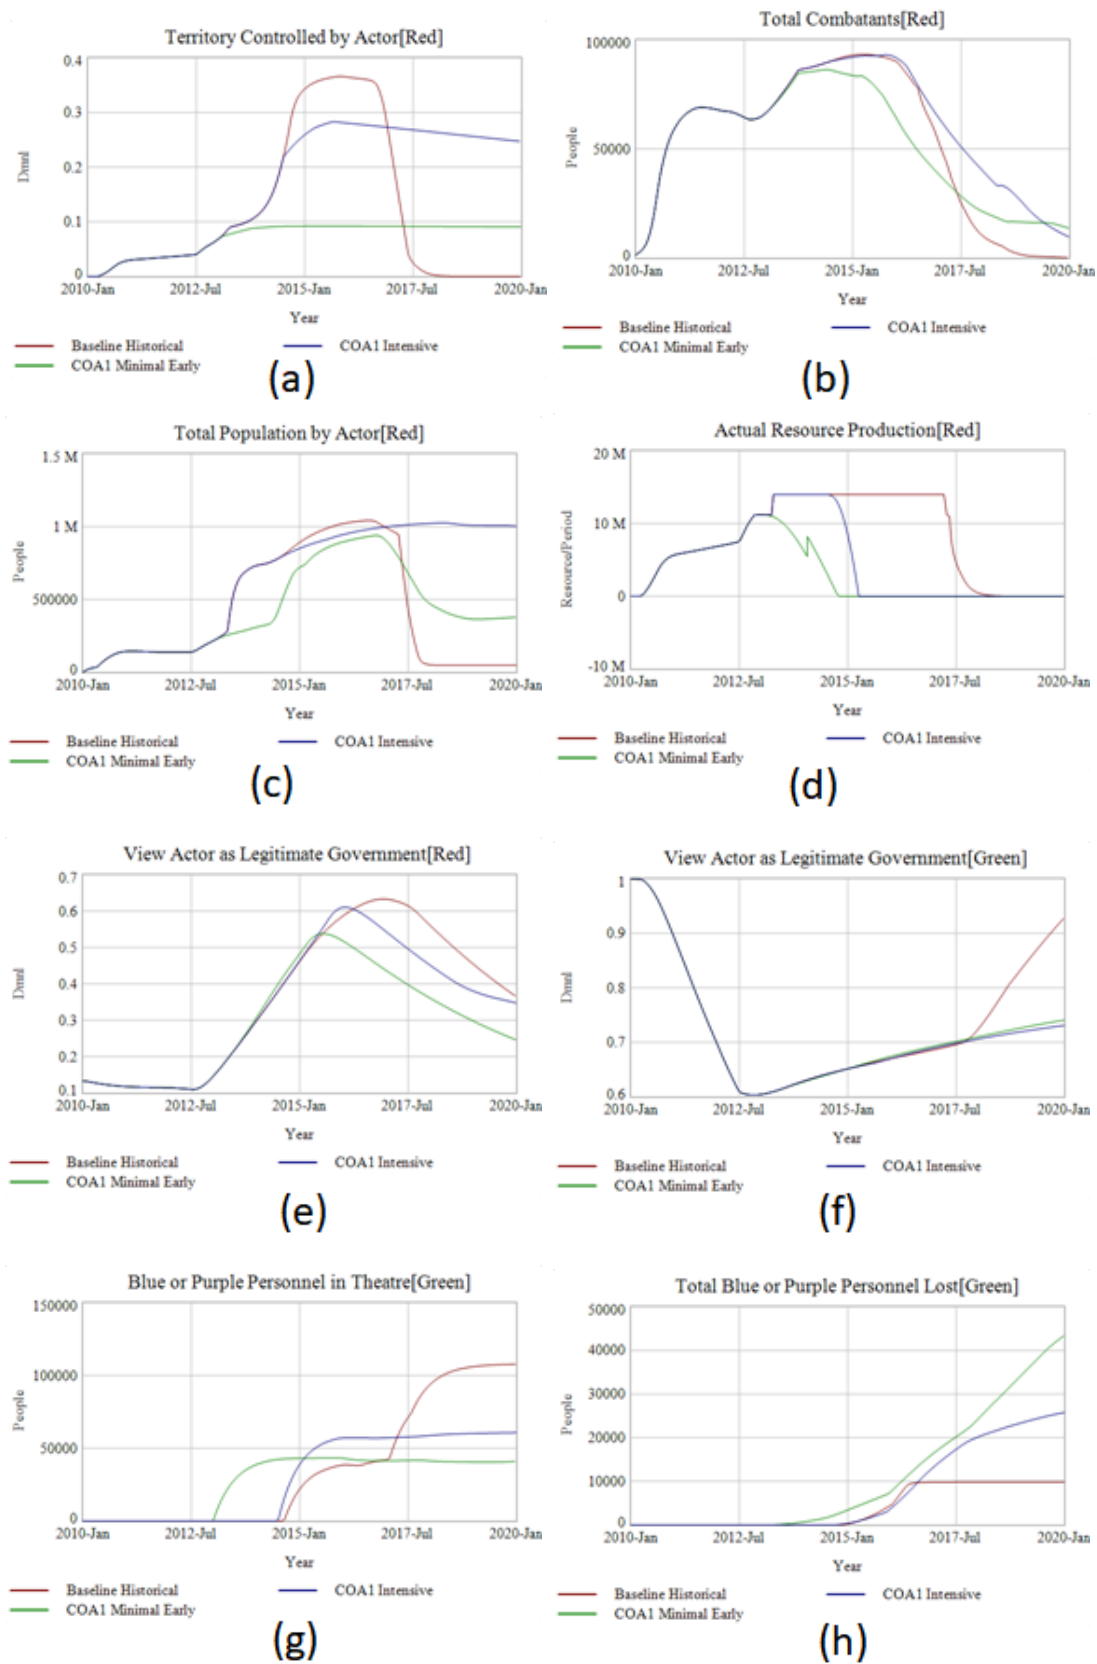 Territory Controlled by Actor[Red]
0.4
0.3
0.2
0.1
0
Dmnl
2010-Jan 2012-Jul 2015-Jan 2017-Jul 2020-Jan
Year
Baseline Historical COA1 Intensive
COA1 Minimal Early
(a)
Total Combatants[Red]
100000
50000
0
People
2010-Jan 2012-Jul 2015-Jan 2017-Jul 2020-Jan
Year
Baseline Historical COA1 Intensive
COA1 Minimal Early
(b)
Total Population by Actor[Red]
1.5 M
1 M
500000
0
People
2010-Jan 2012-Jul 2015-Jan 2017-Jul 2020-Jan
Year
Baseline Historical COA1 Intensive
COA1 Minimal Early
(c)
Actual Resource Production[Red]
20 M
10 M
0
-10 M
Resource/Period
2010-Jan 2012-Jul 2015-Jan 2017-Jul 2020-Jan
Year
Baseline Historical COA1 Intensive
COA1 Minimal Early
(d)
View Actor as Legitimate Government[Red]
0.7
0.6
0.5
0.4
0.3
0.2
0.1
Dmnl
2010-Jan 2012-Jul 2015-Jan 2017-Jul 2020-Jan
Year
Baseline Historical COA1 Intensive
COA1 Minimal Early
(e)
View Actor as Legitimate Government[Green]
1
0.9
0.8
0.7
0.6
Dmnl
2010-Jan 2012-Jul 2015-Jan 2017-Jul 2020-Jan
Year
Baseline Historical COA1 Intensive
COA1 Minimal Early
(f)
Blue or Purple Personnel in Theatre[Green]
150000
100000
50000
0
People
2010-Jan 2012-Jul 2015-Jan 2017-Jul 2020-Jan
Year
Baseline Historical COA1 Intensive
COA1 Minimal Early
(g)
Total Blue or Purple Personnel Lost[Green]
50000
40000
30000
20000
10000
0
People
2010-Jan 2012-Jul 2015-Jan 2017-Jul 2020-Jan
Year
Baseline Historical COA1 Intensive
COA1 Minimal Early
(h)